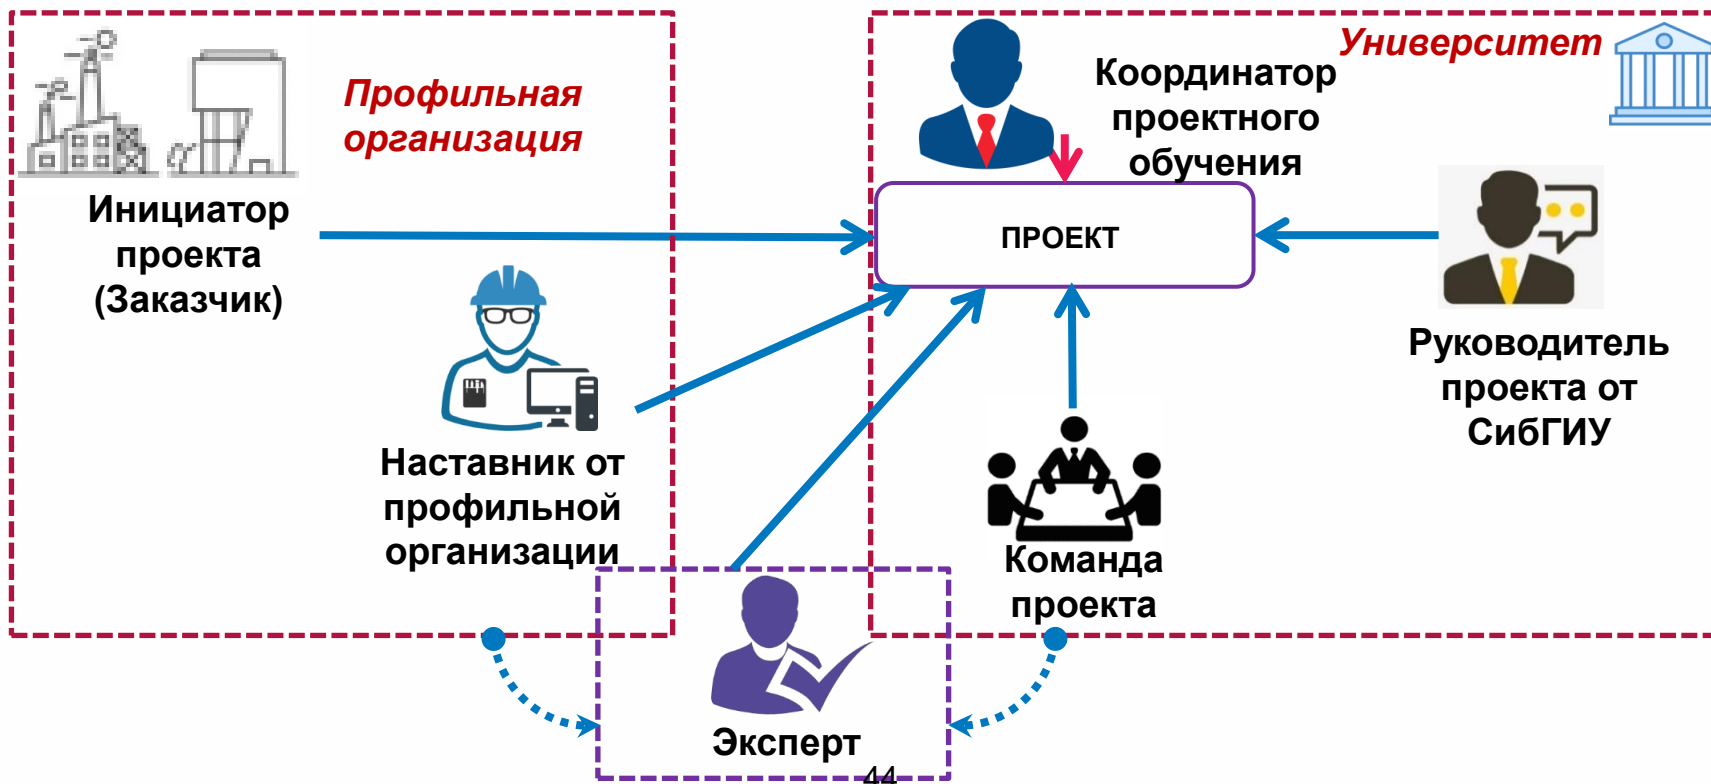 Профильная
организация
Инициатор
проекта
(Заказчик)
Наставник от
профильной
организации
Университет
Координатор
проектного
обучения
ПРОЕКТ
Руководитель
проекта от
СибГИУ
Команда
проекта
Эксперт
44